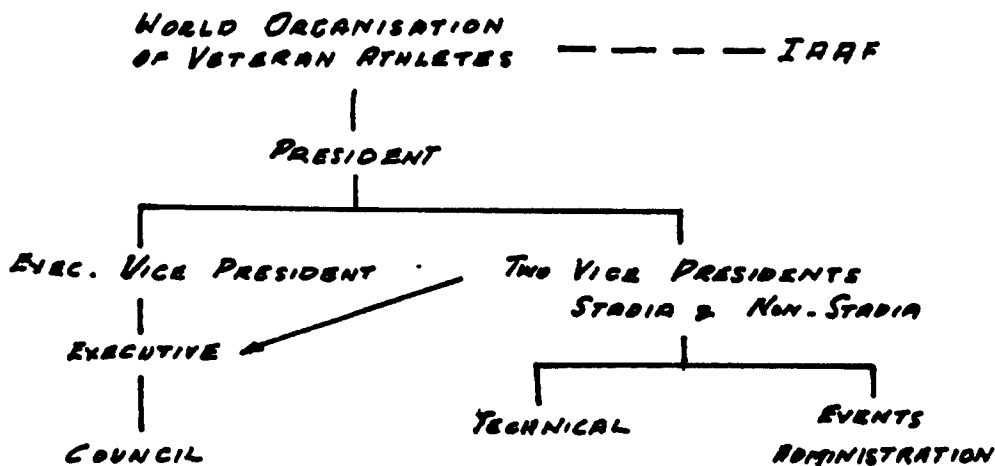 WORLD ORGANISATION
OF VETERAN ATHLETES — — — — IAAF
PRESIDENT
EXEC. VICE PRESIDENT
TWO VICE PRESIDENTS
STADIA & NON-STADIA
EXECUTIVE
TECHNICAL
EVENTS
ADMINISTRATION
COUNCIL